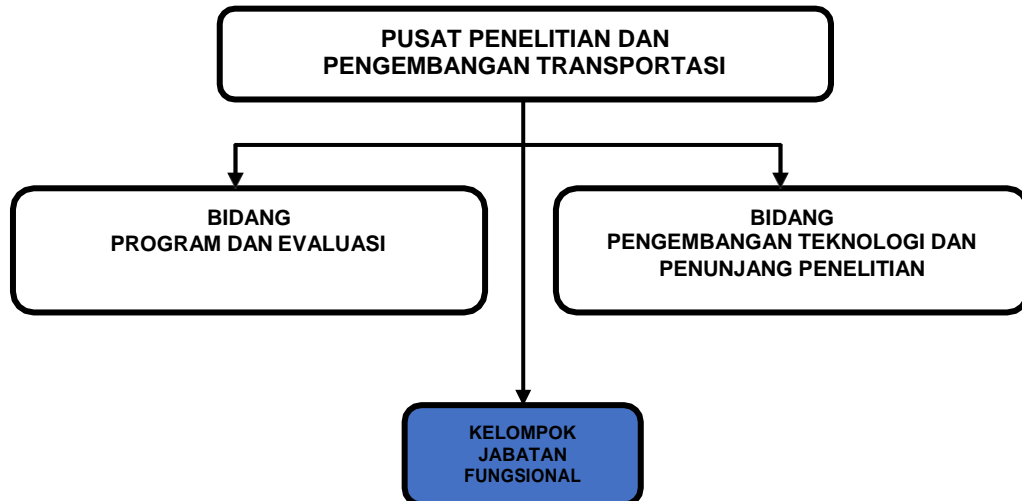 PUSAT PENELITIAN DAN
PENGEMBANGAN TRANSPORTASI
BIDANG
PROGRAM DAN EVALUASI
BIDANG
PENGEMBANGAN TEKNOLOGI DAN
PENUNJANG PENELITIAN
KELOMPOK
JABATAN
FUNGSIONAL